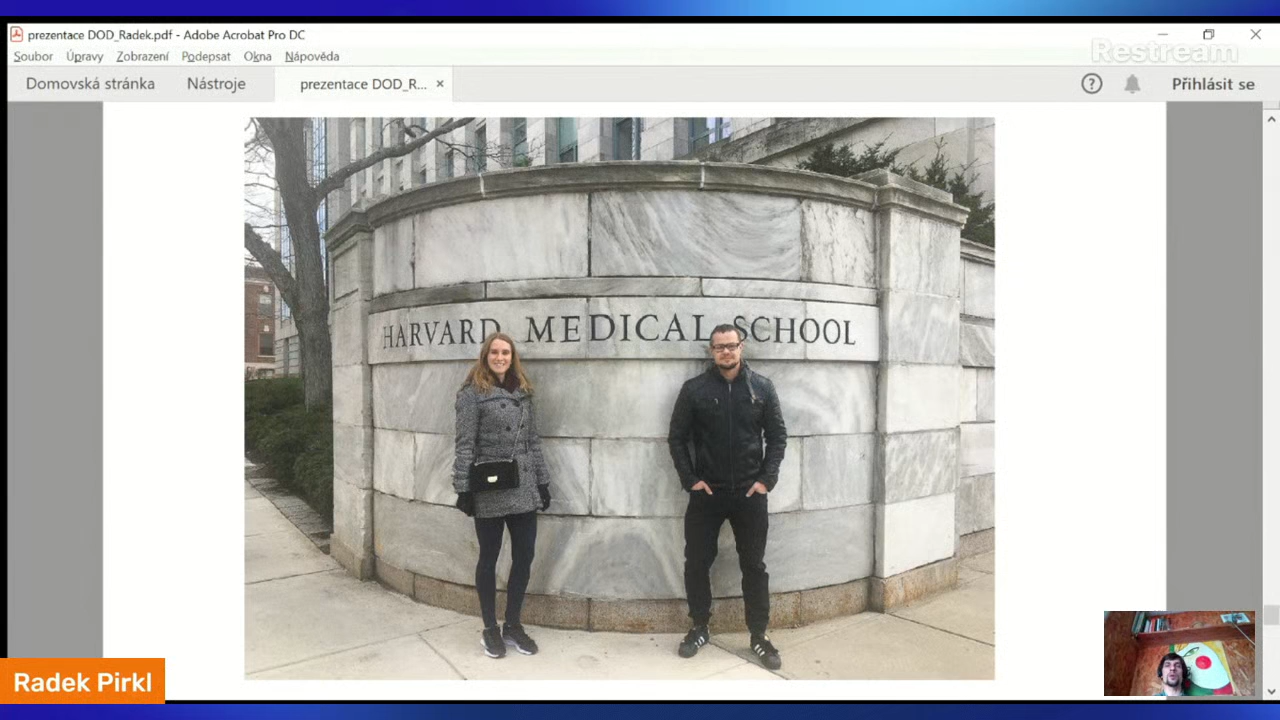 prezentace DOD_Radek.pdf - Adobe Acrobat Pro DC
Soubor Úpravy Zobrazení Okna Nápověda
Restream
Domovská stránka Nástroje prezentace DOD_R... × ? Přihlásit se
HARVARD MEDICAL SCHOOL
Radek Pirkl